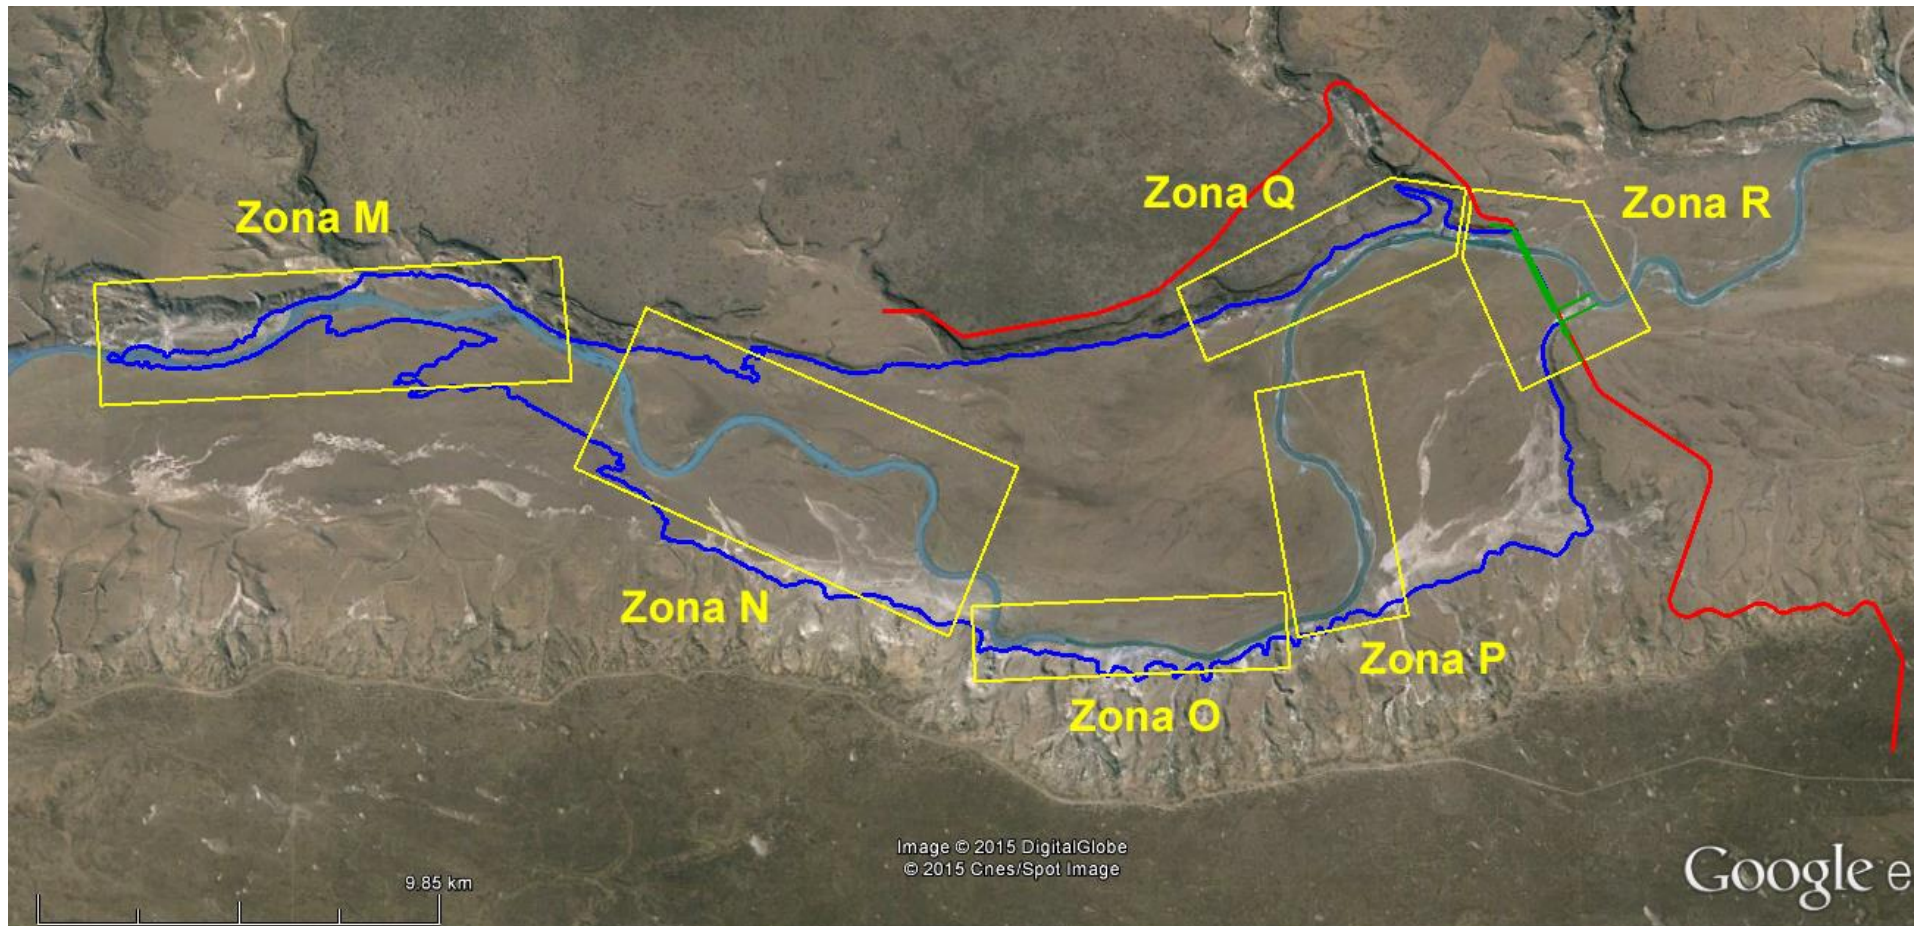 Zona Q
Zona R
Zona M
Zona N
Zona P
Zona O
Image © 2015 DigitalGlobe
© 2015 Cnes/Spot Image
9.85 km
Google e